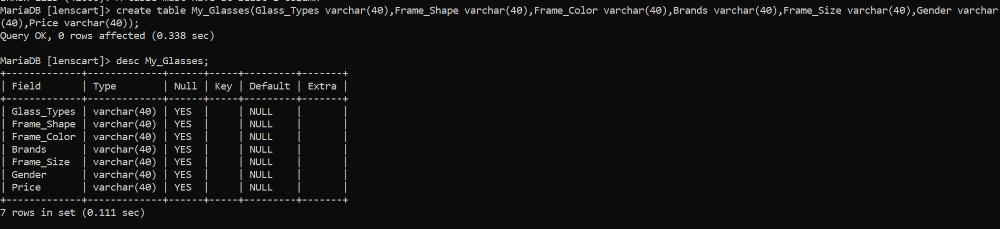 MariaDB [lenscart]> create table My_Glasses(Glass_Types varchar(40),Frame_Shape varchar(40),Frame_Color varchar(40),Brands varchar(40),Frame_Size varchar(40),Gender varchar
(40),Price varchar(40));
Query OK, 0 rows affected (0.338 sec)

MariaDB [lenscart]> desc My_Glasses;
+-------------+-------------+------+-----+---------+-------+
| Field       | Type        | Null | Key | Default | Extra |
+-------------+-------------+------+-----+---------+-------+
| Glass_Types | varchar(40) | YES  |     | NULL    |       |
| Frame_Shape | varchar(40) | YES  |     | NULL    |       |
| Frame_Color | varchar(40) | YES  |     | NULL    |       |
| Brands      | varchar(40) | YES  |     | NULL    |       |
| Frame_Size  | varchar(40) | YES  |     | NULL    |       |
| Gender      | varchar(40) | YES  |     | NULL    |       |
| Price       | varchar(40) | YES  |     | NULL    |       |
+-------------+-------------+------+-----+---------+-------+
7 rows in set (0.111 sec)